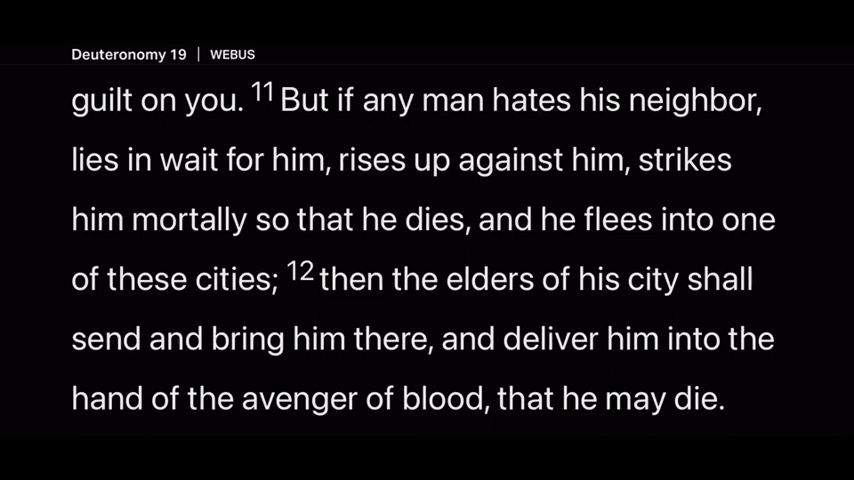 Deuteronomy 19 | WEBUS
guilt on you. 11 But if any man hates his neighbor,
lies in wait for him, rises up against him, strikes
him mortally so that he dies, and he flees into one
of these cities; 12 then the elders of his city shall
send and bring him there, and deliver him into the
hand of the avenger of blood, that he may die.